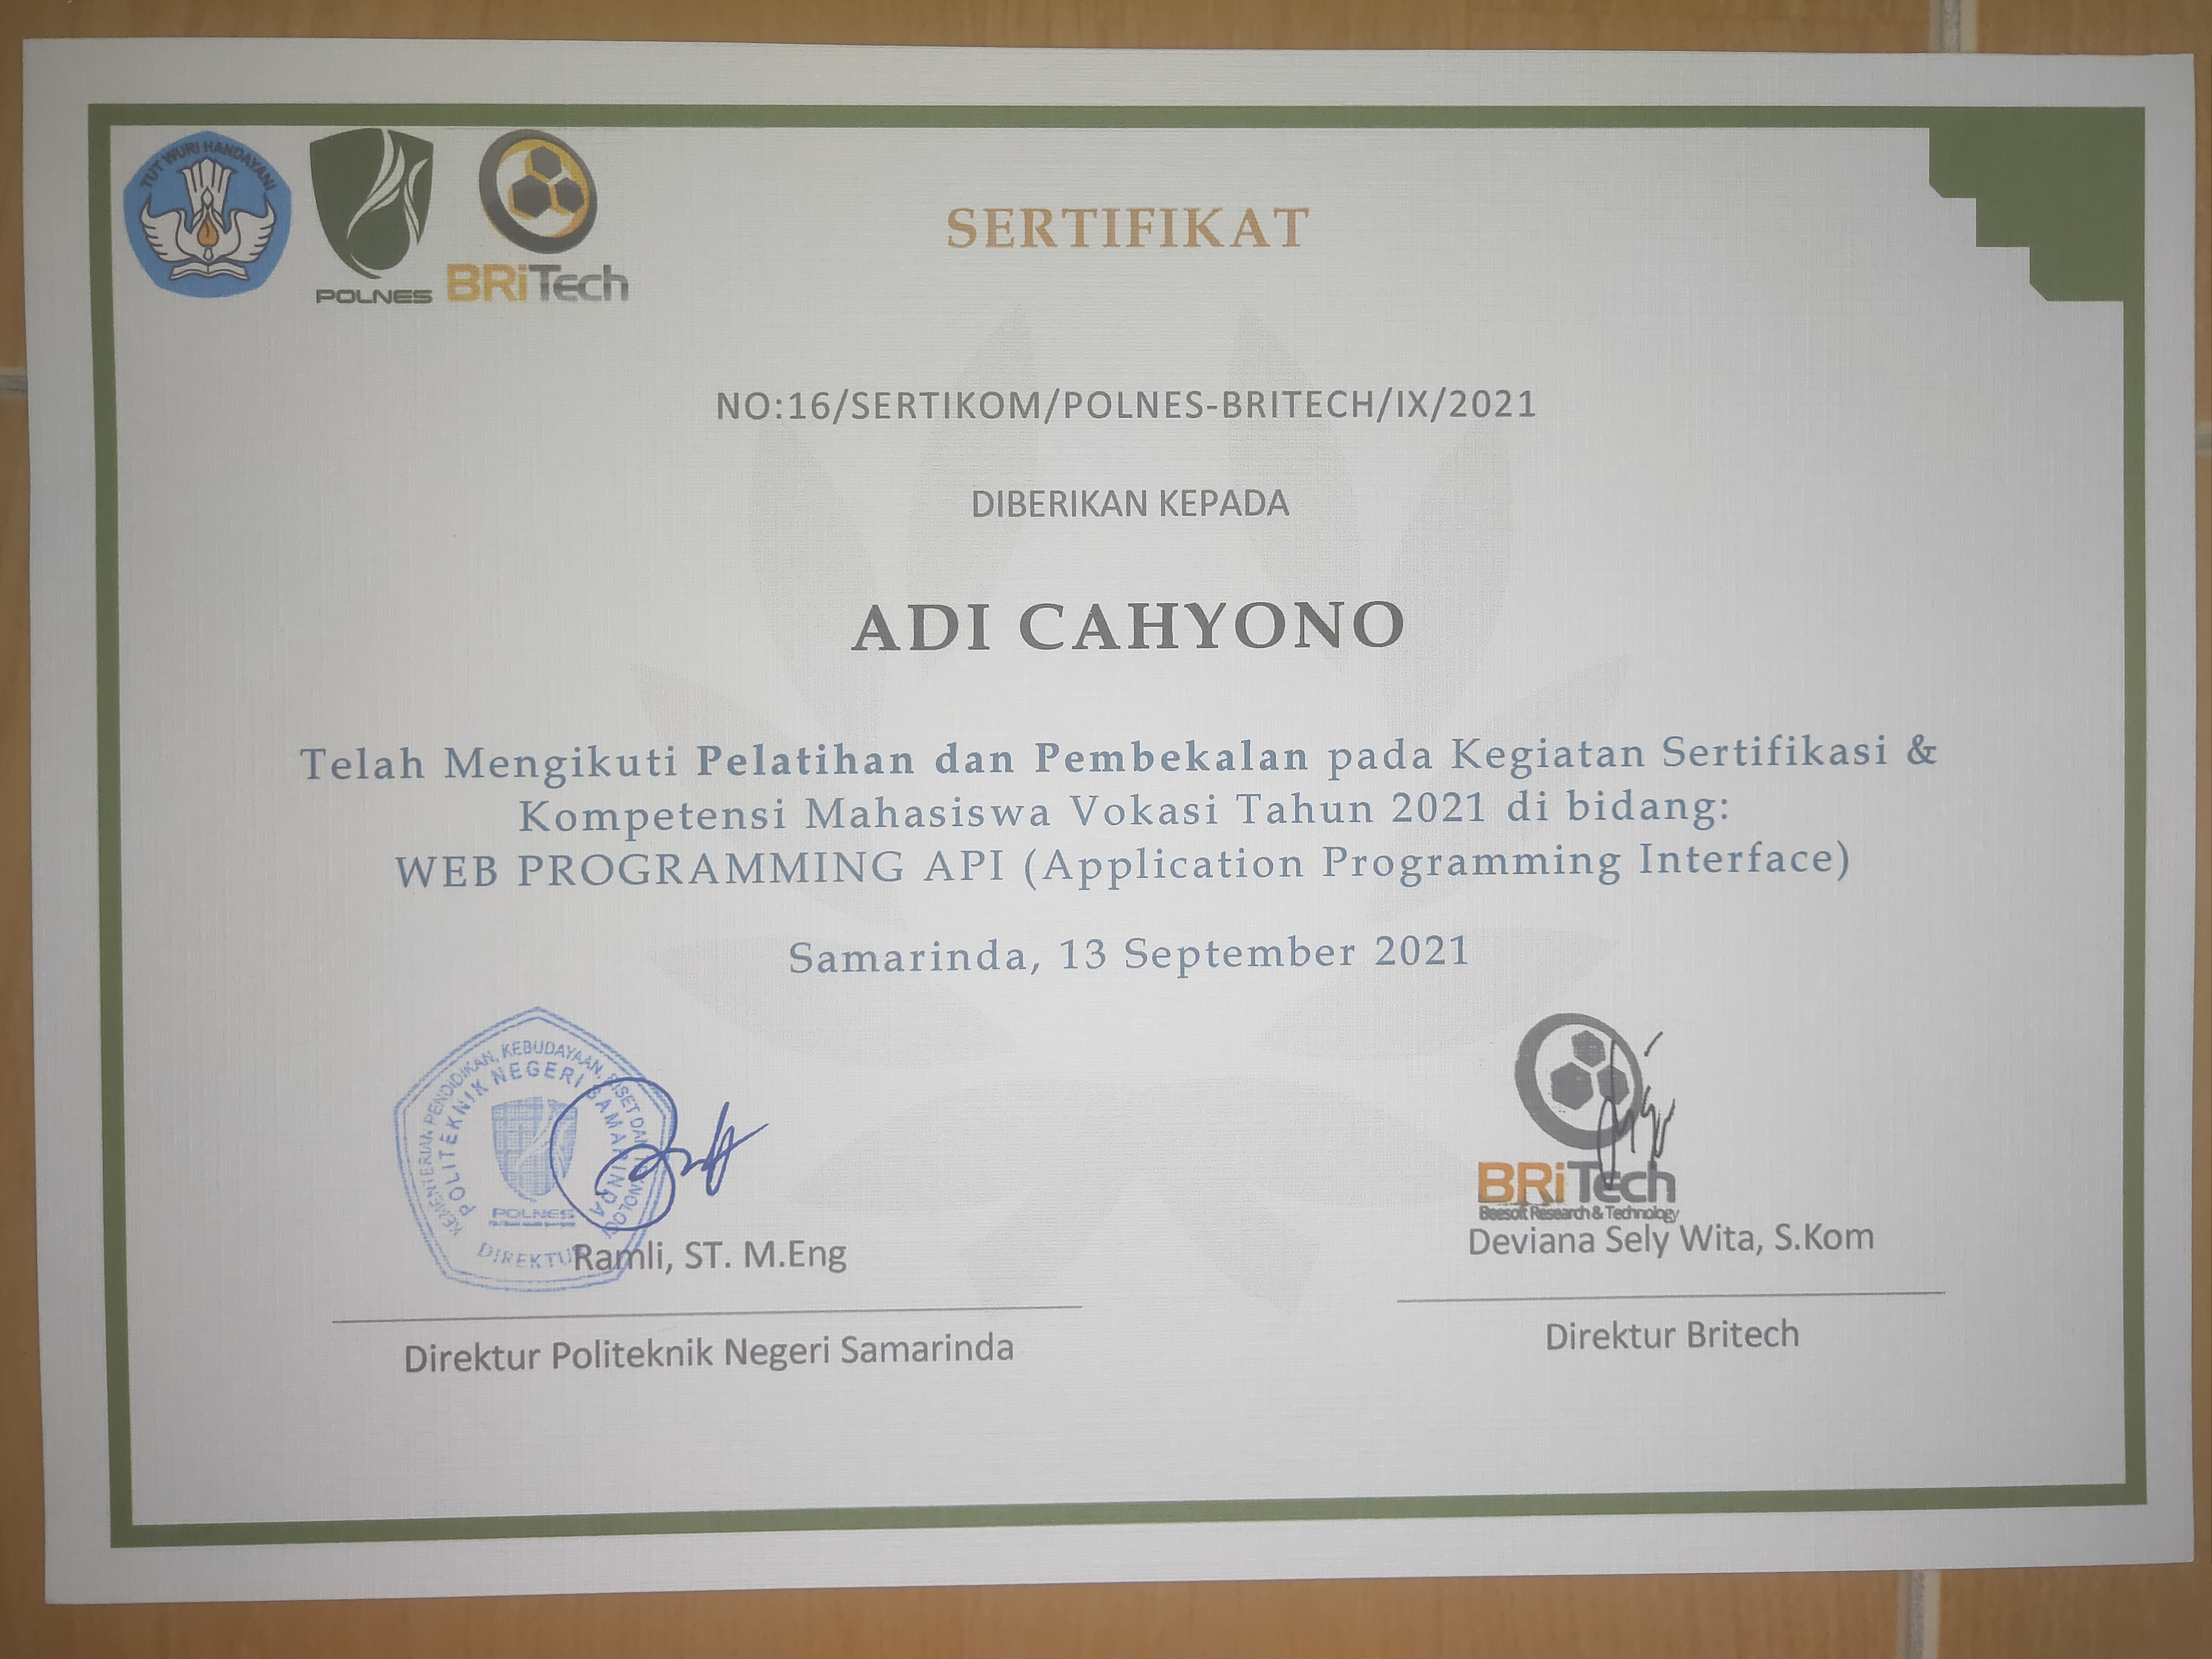 TUT WURI HANDAYANI
POLNES
BRiTech
SERTIFIKAT
NO:16/SERTIKOM/POLNES-BRITECH/IX/2021
DIBERIKAN KEPADA
ADI CAHYONO
Telah Mengikuti Pelatihan dan Pembekalan pada Kegiatan Sertifikasi &
Kompetensi Mahasiswa Vokasi Tahun 2021 di bidang:
WEB PROGRAMMING API (Application Programming Interface)
Samarinda, 13 September 2021
KEMENTERIAN PENDIDIKAN, KEBUDAYAAN, RISET DAN TEKNOLOGI
POLITEKNIK NEGERI SAMARINDA
POLNES
DIREKTUR
Ramli, ST. M.Eng
Direktur Politeknik Negeri Samarinda
BRiTech
Beesoft Research & Technology
Deviana Sely Wita, S.Kom
Direktur Britech